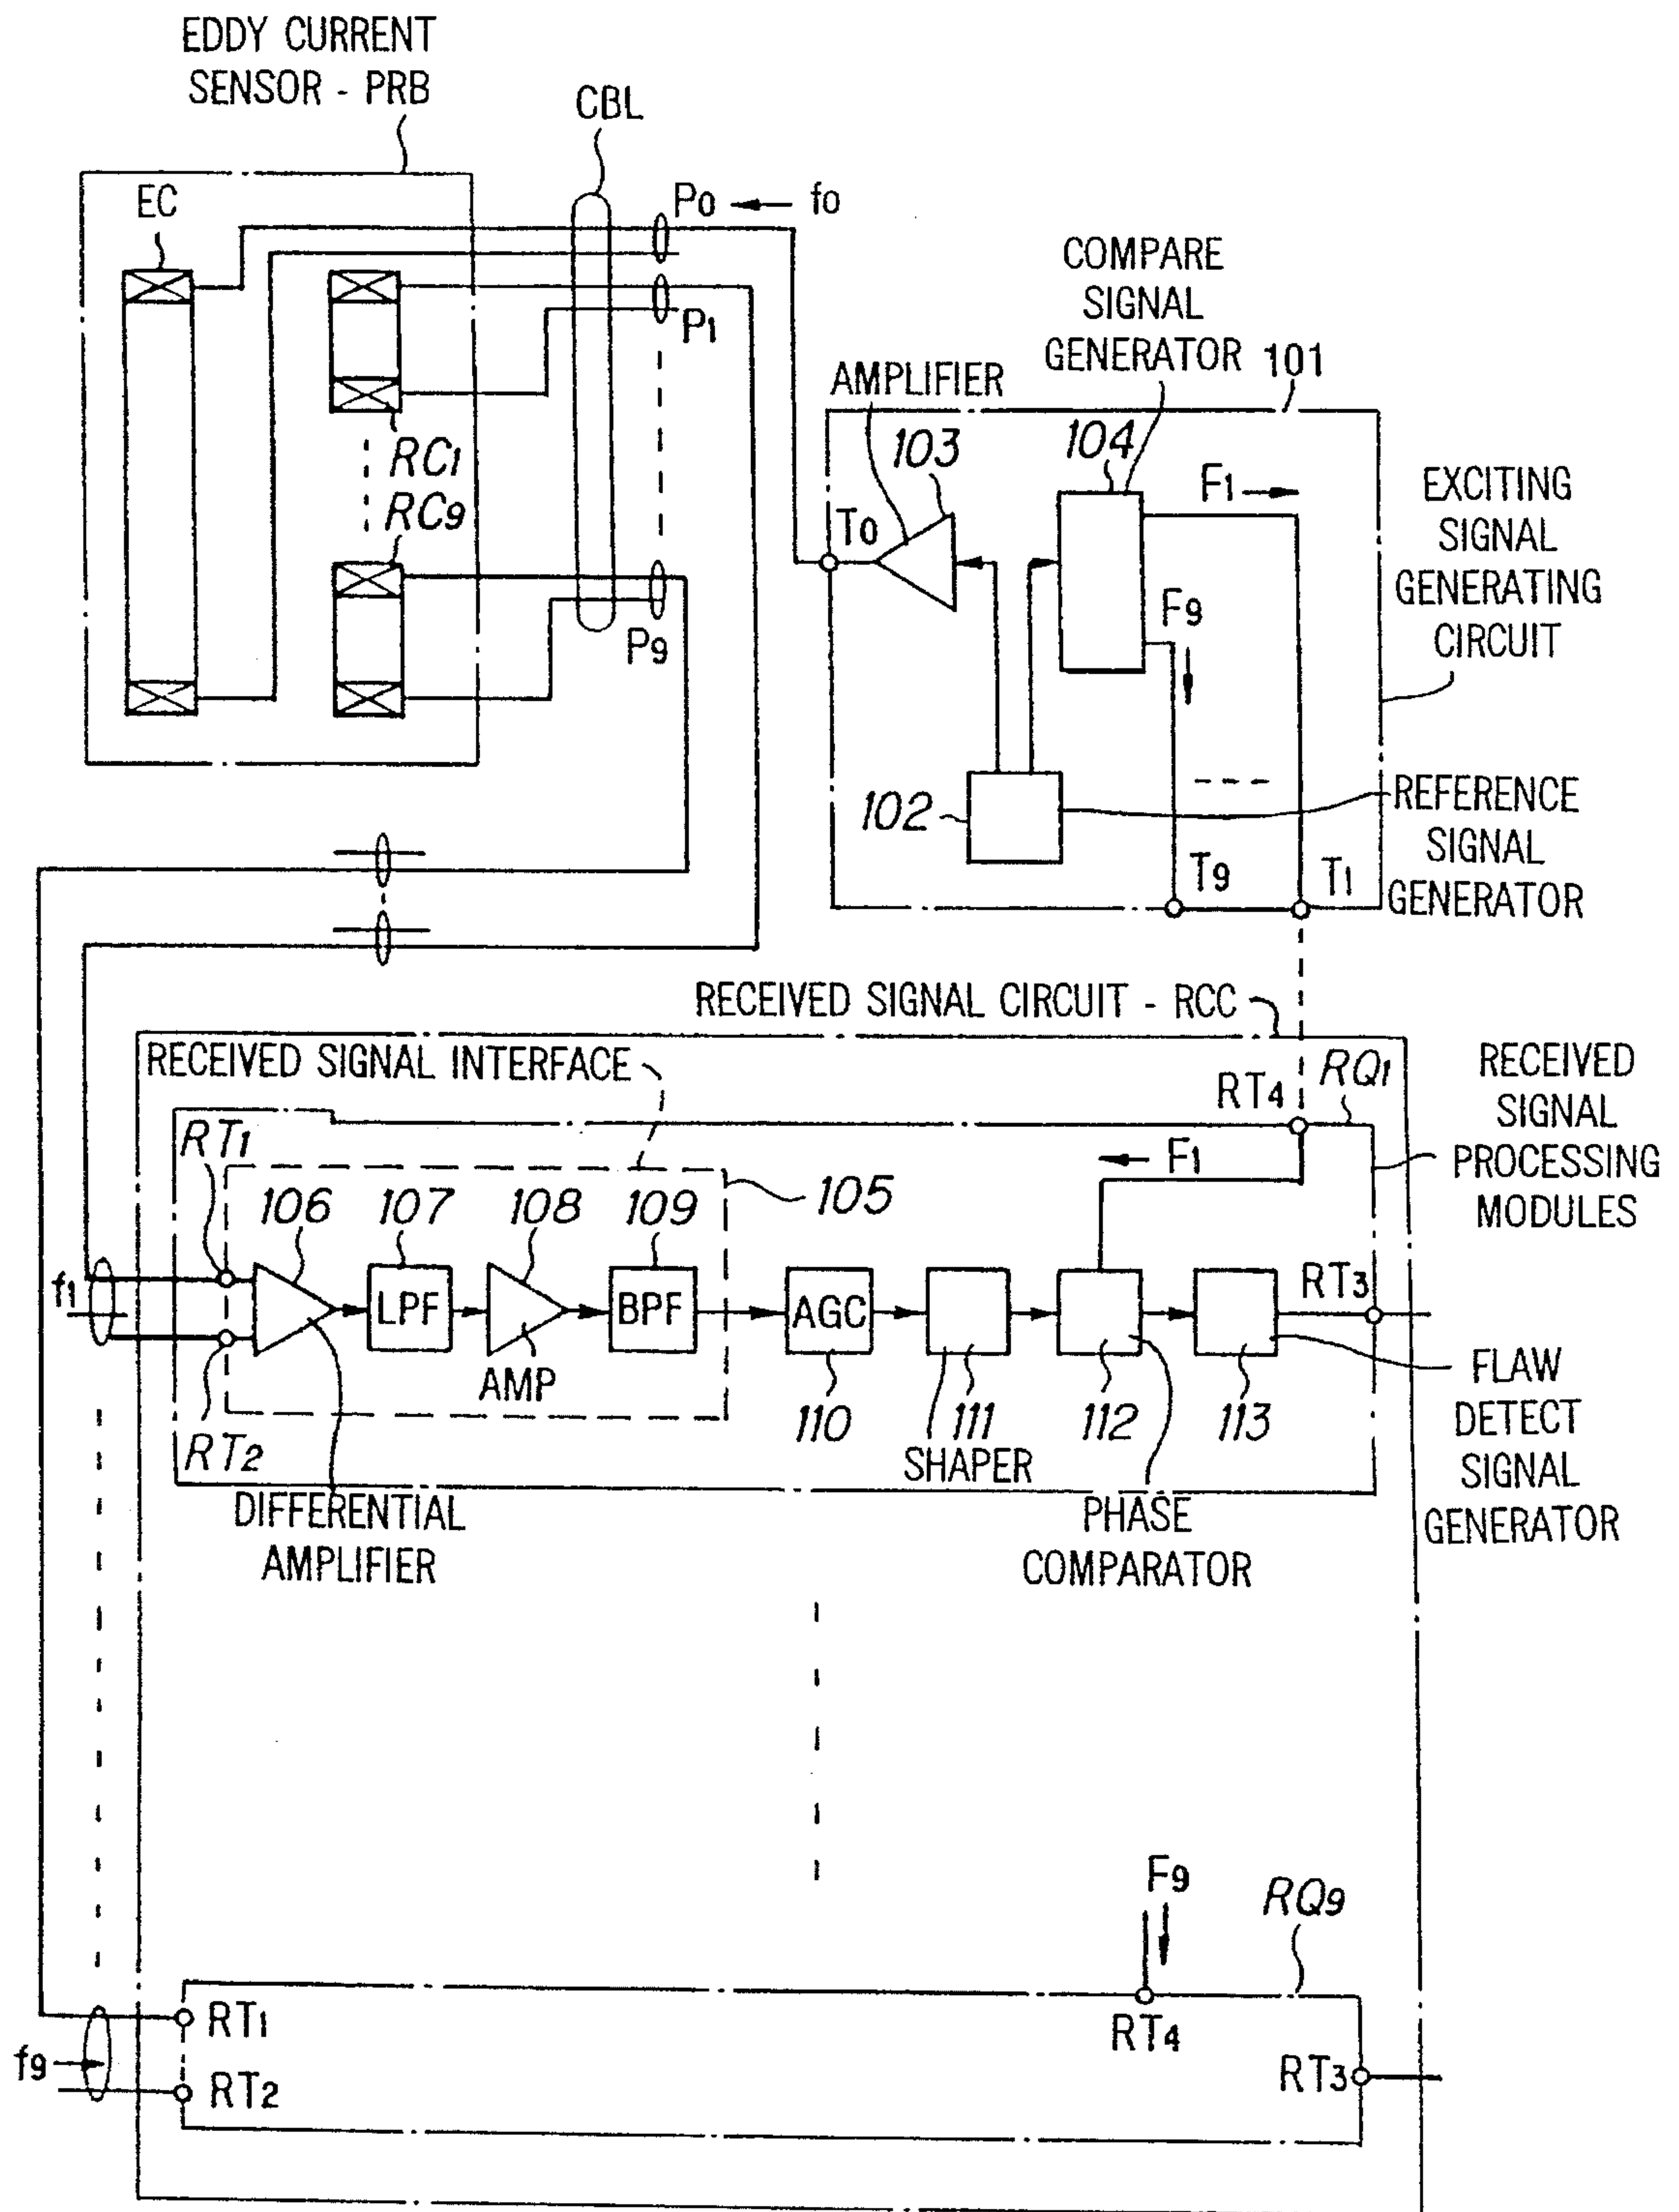 EDDY CURRENT
SENSOR - PRB
CBL
EC
P0
f0
P1
RC1
RC9
P9
COMPARE
SIGNAL
GENERATOR
101
AMPLIFIER
103
104
T0
F1
F9
EXCITING
SIGNAL
GENERATING
CIRCUIT
102
REFERENCE
SIGNAL
GENERATOR
T9
T1
RECEIVED SIGNAL CIRCUIT - RCC
RECEIVED SIGNAL INTERFACE
RT4
RQ1
RECEIVED
SIGNAL
PROCESSING
MODULES
RT1
F1
105
106
107
108
109
f1
LPF
AMP
BPF
AGC
RT3
RT2
110
111
SHAPER
112
113
FLAW
DETECT
SIGNAL
GENERATOR
DIFFERENTIAL
AMPLIFIER
PHASE
COMPARATOR
F9
RQ9
RT1
RT4
f9
RT2
RT3